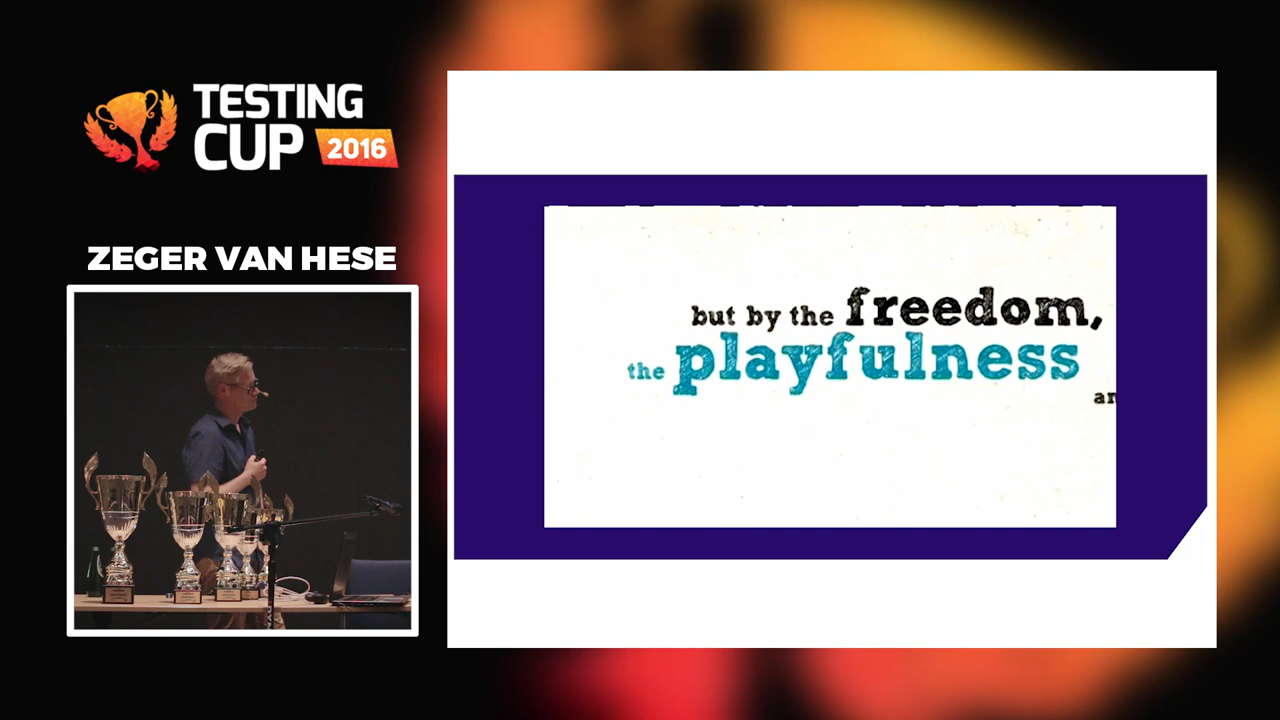 TESTING
CUP
2016
ZEGER VAN HESE
but by the freedom,
the playfulness